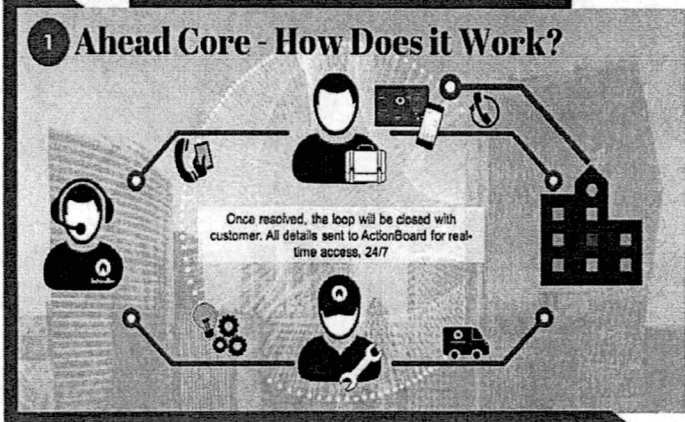 1 Ahead Core - How Does it Work?
Once resolved, the loop will be closed with
customer. All details sent to ActionBoard for real-
time access, 24/7